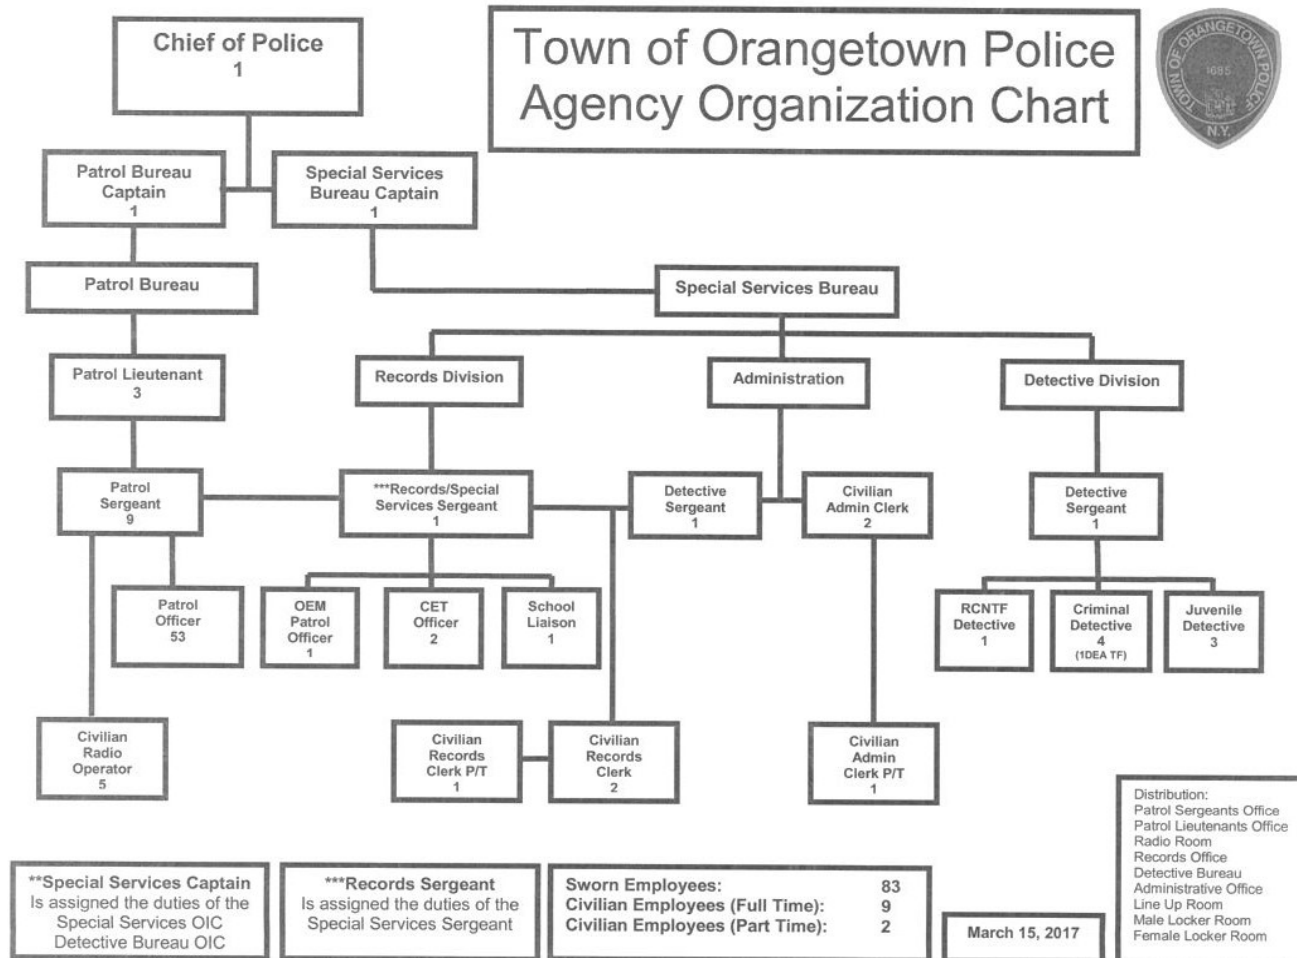 Chief of Police
1
Town of Orangetown Police
Agency Organization Chart
TOWN OF ORANGETOWN POLICE
1685
N.Y.
Patrol Bureau
Captain
1
Special Services
Bureau Captain
1
Patrol Bureau
Special Services Bureau
Patrol Lieutenant
3
Records Division
Administration
Detective Division
Patrol
Sergeant
9
***Records/Special
Services Sergeant
1
Detective
Sergeant
1
Civilian
Admin Clerk
2
Detective
Sergeant
1
Patrol
Officer
53
OEM
Patrol
Officer
1
CET
Officer
2
School
Liaison
1
RCNTF
Detective
1
Criminal
Detective
4
(1DEA TF)
Juvenile
Detective
3
Civilian
Radio
Operator
5
Civilian
Records
Clerk P/T
1
Civilian
Records
Clerk
2
Civilian
Admin
Clerk P/T
1
**Special Services Captain
Is assigned the duties of the
Special Services OIC
Detective Bureau OIC
***Records Sergeant
Is assigned the duties of the
Special Services Sergeant
Sworn Employees: 83
Civilian Employees (Full Time): 9
Civilian Employees (Part Time): 2
March 15, 2017
Distribution:
Patrol Sergeants Office
Patrol Lieutenants Office
Radio Room
Records Office
Detective Bureau
Administrative Office
Line Up Room
Male Locker Room
Female Locker Room